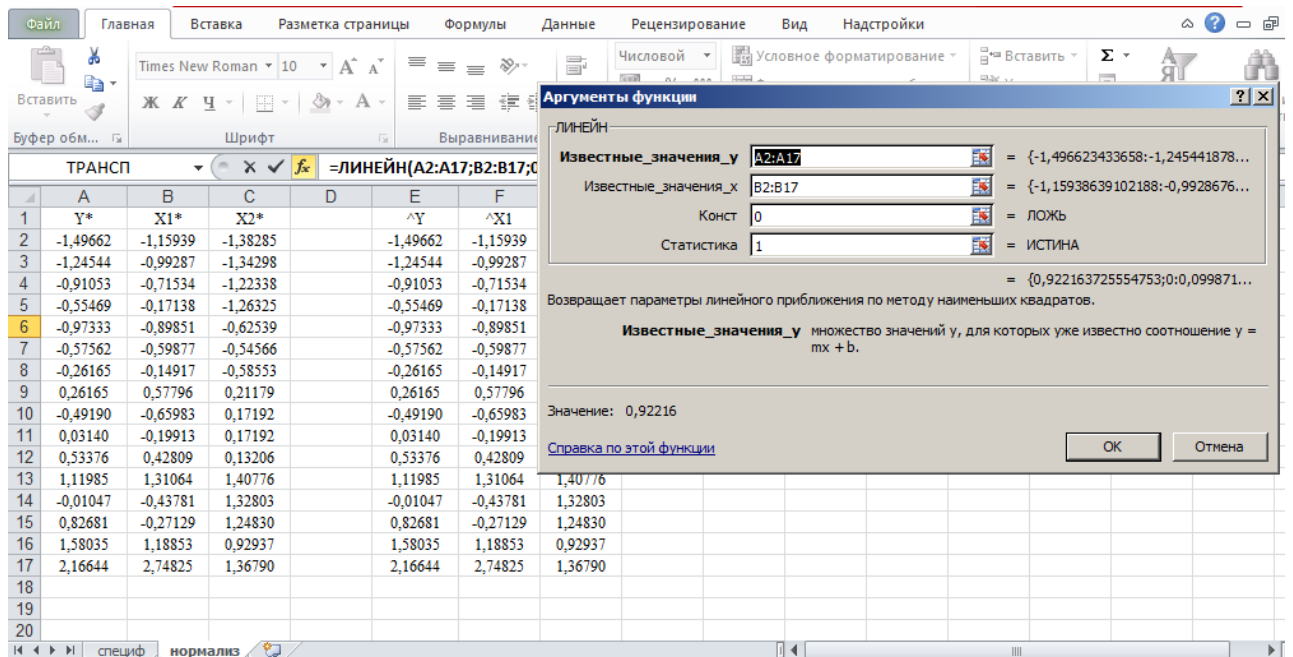 Файл Главная Вставка Разметка страницы Формулы Данные Рецензирование Вид Надстройки
Times New Roman 10 A A Числовой Условное форматирование Вставить Σ
Вставить Ж К Ч A % 000
Буфер обм... Шрифт Выравнивание
ТРАНСП =ЛИНЕЙН(A2:A17;B2:B17;0
Аргументы функции
ЛИНЕЙН
Известные_значения_y A2:A17 = {-1,496623433658:-1,245441878...
Известные_значения_x B2:B17 = {-1,15938639102188:-0,9928676...
Конст 0 = ЛОЖЬ
Статистика 1 = ИСТИНА
= {0,922163725554753;0:0,099871...
Возвращает параметры линейного приближения по методу наименьших квадратов.
Известные_значения_y множество значений y, для которых уже известно соотношение y =
mx + b.
Значение: 0,92216
Справка по этой функции OK Отмена
A B C D E F
1 Y* X1* X2* ^Y ^X1
2 -1,49662 -1,15939 -1,38285 -1,49662 -1,15939
3 -1,24544 -0,99287 -1,34298 -1,24544 -0,99287
4 -0,91053 -0,71534 -1,22338 -0,91053 -0,71534
5 -0,55469 -0,17138 -1,26325 -0,55469 -0,17138
6 -0,97333 -0,89851 -0,62539 -0,97333 -0,89851
7 -0,57562 -0,59877 -0,54566 -0,57562 -0,59877
8 -0,26165 -0,14917 -0,58553 -0,26165 -0,14917
9 0,26165 0,57796 0,21179 0,26165 0,57796
10 -0,49190 -0,65983 0,17192 -0,49190 -0,65983
11 0,03140 -0,19913 0,17192 0,03140 -0,19913
12 0,53376 0,42809 0,13206 0,53376 0,42809
13 1,11985 1,31064 1,40776 1,11985 1,31064 1,40776
14 -0,01047 -0,43781 1,32803 -0,01047 -0,43781 1,32803
15 0,82681 -0,27129 1,24830 0,82681 -0,27129 1,24830
16 1,58035 1,18853 0,92937 1,58035 1,18853 0,92937
17 2,16644 2,74825 1,36790 2,16644 2,74825 1,36790
18
19
20
специф нормализ